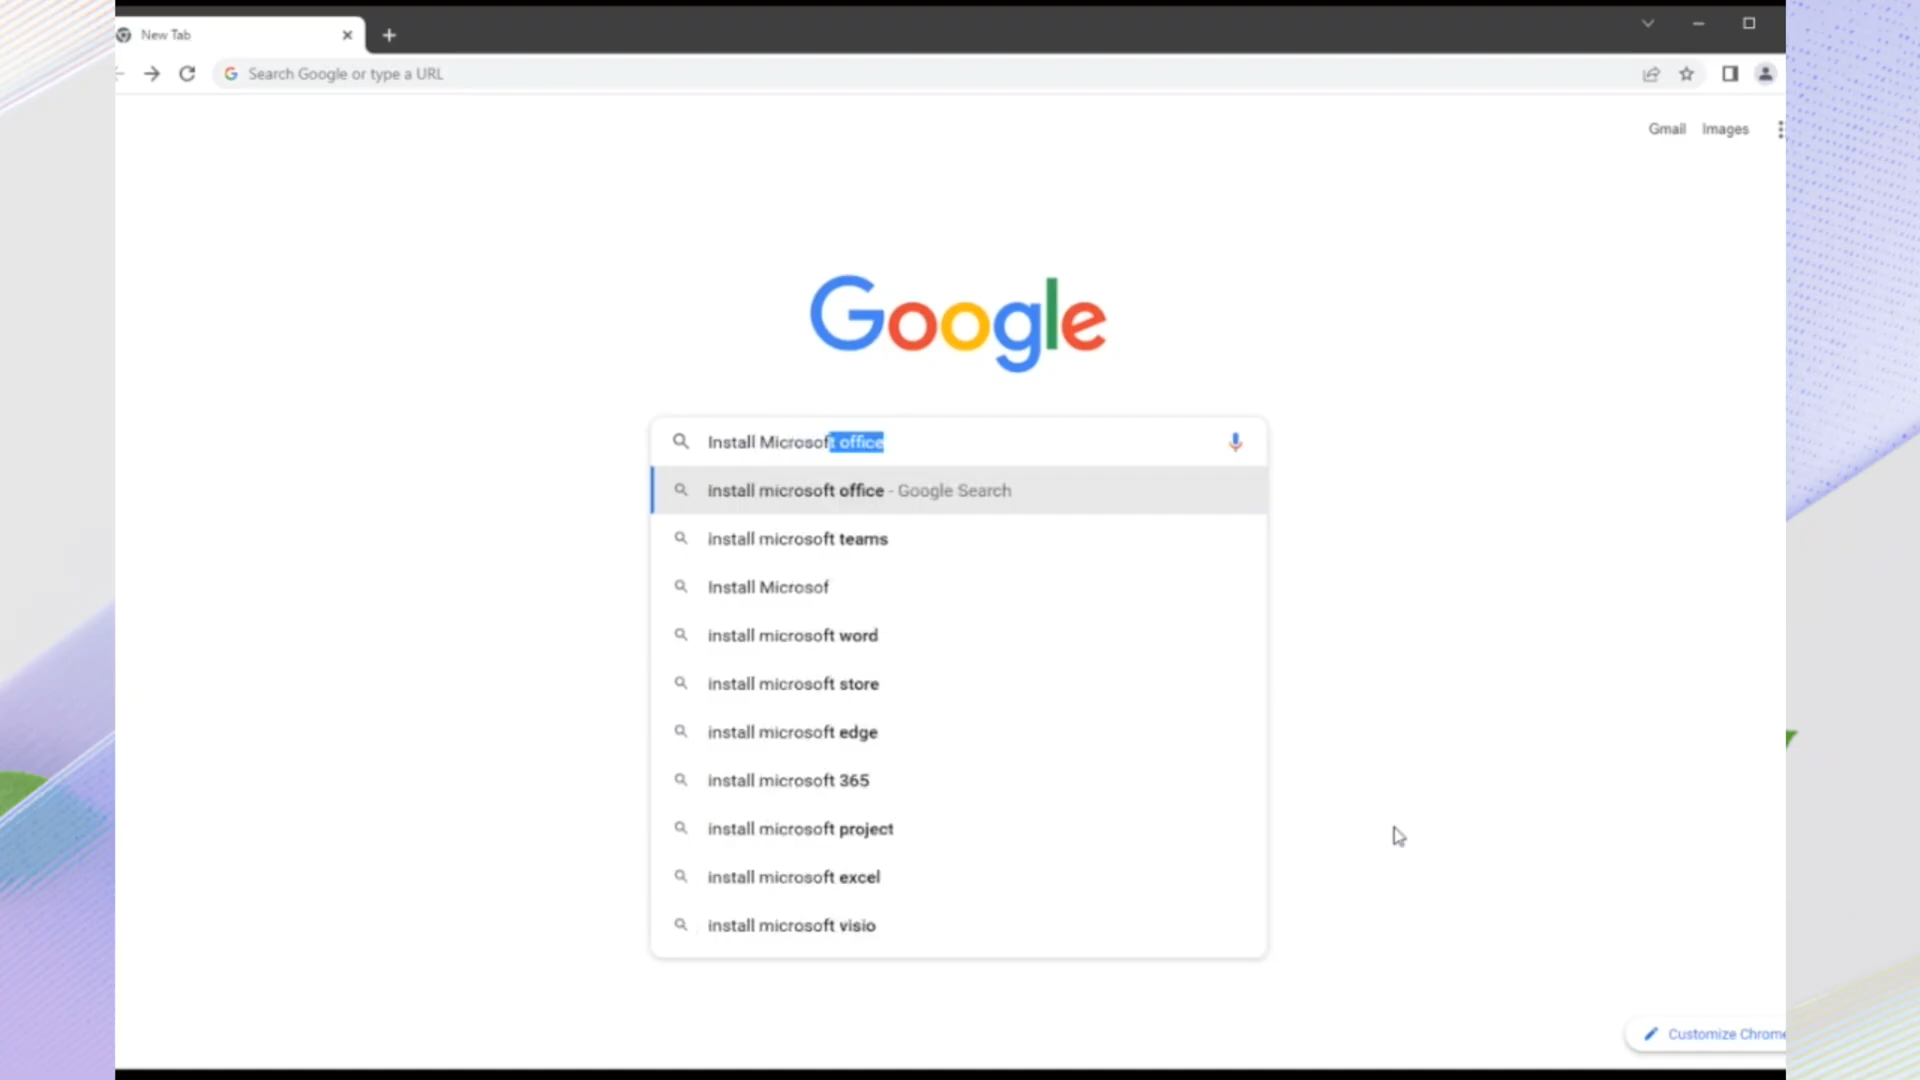 New Tab
Search Google or type a URL
Gmail Images
Google
Install Microsoft office
install microsoft office - Google Search
install microsoft teams
Install Microsof
install microsoft word
install microsoft store
install microsoft edge
install microsoft 365
install microsoft project
install microsoft excel
install microsoft visio
Customize Chrome